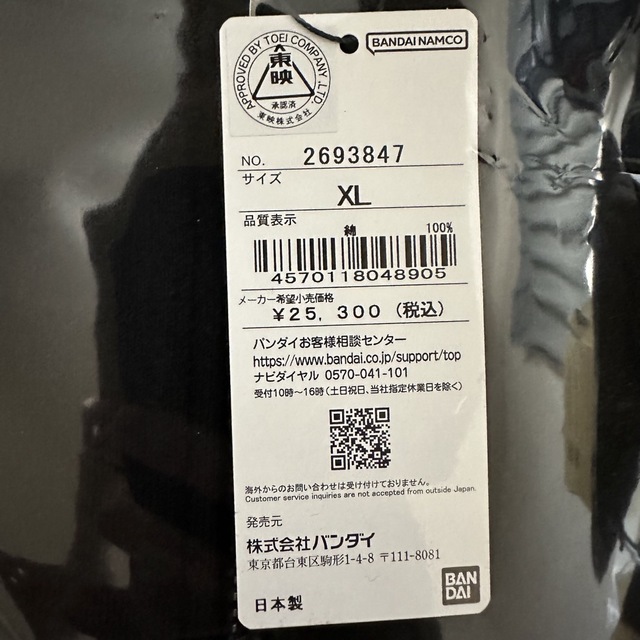 APPROVED BY TOEI COMPANY, LTD.
東映
承認済
東映株式会社
BANDAI NAMCO
NO. 2693847
サイズ
XL
品質表示
綿 100%
4570118048905
メーカー希望小売価格
¥25,300 (税込)
バンダイお客様相談センター
https://www.bandai.co.jp/support/top
ナビダイヤル 0570-041-101
受付10時〜16時(土日祝日、当社指定休業日を除く)
海外からのお問い合わせは受け付けておりません。
Customer service inquiries are not accepted from outside Japan.
発売元
株式会社バンダイ
東京都台東区駒形1-4-8 〒111-8081
日本製
BAN
DAI